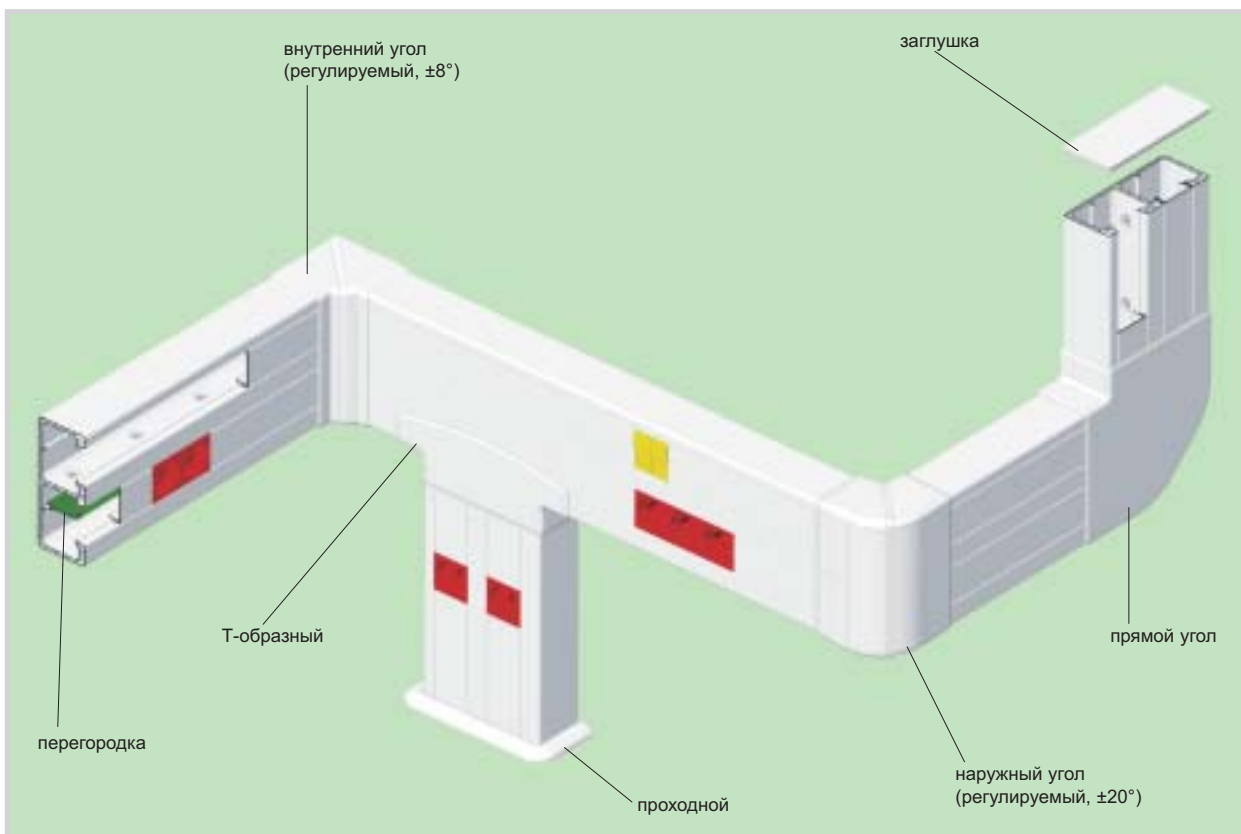 внутренний угол
(регулируемый, ±8°)
заглушка
Т-образный
прямой угол
перегородка
наружный угол
(регулируемый, ±20°)
проходной